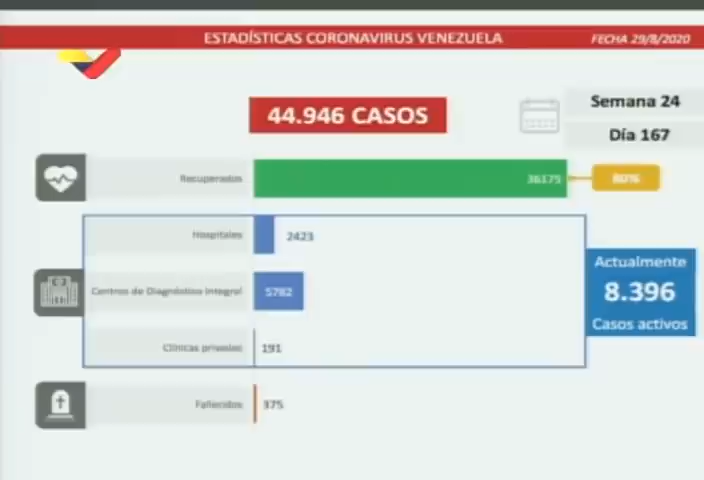 ESTADÍSTICAS CORONAVIRUS VENEZUELA
FECHA 29/8/2020
44.946 CASOS
Semana 24
Día 167
Recuperados
36175
80%
Hospitales
2423
Centros de Diagnóstico Integral
5782
Clínicas privadas
191
Actualmente
8.396
Casos activos
Fallecidos
375